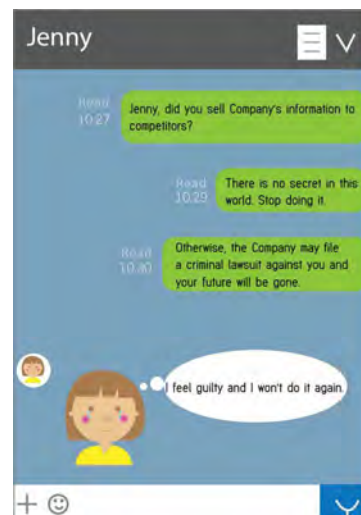 Jenny
Read
10:27
Jenny, did you sell Company's information to
competitors?
Read
10:29
There is no secret in this
world. Stop doing it.
Read
10:30
Otherwise, the Company may file
a criminal lawsuit against you and
your future will be gone.
I feel guilty and I won't do it again.